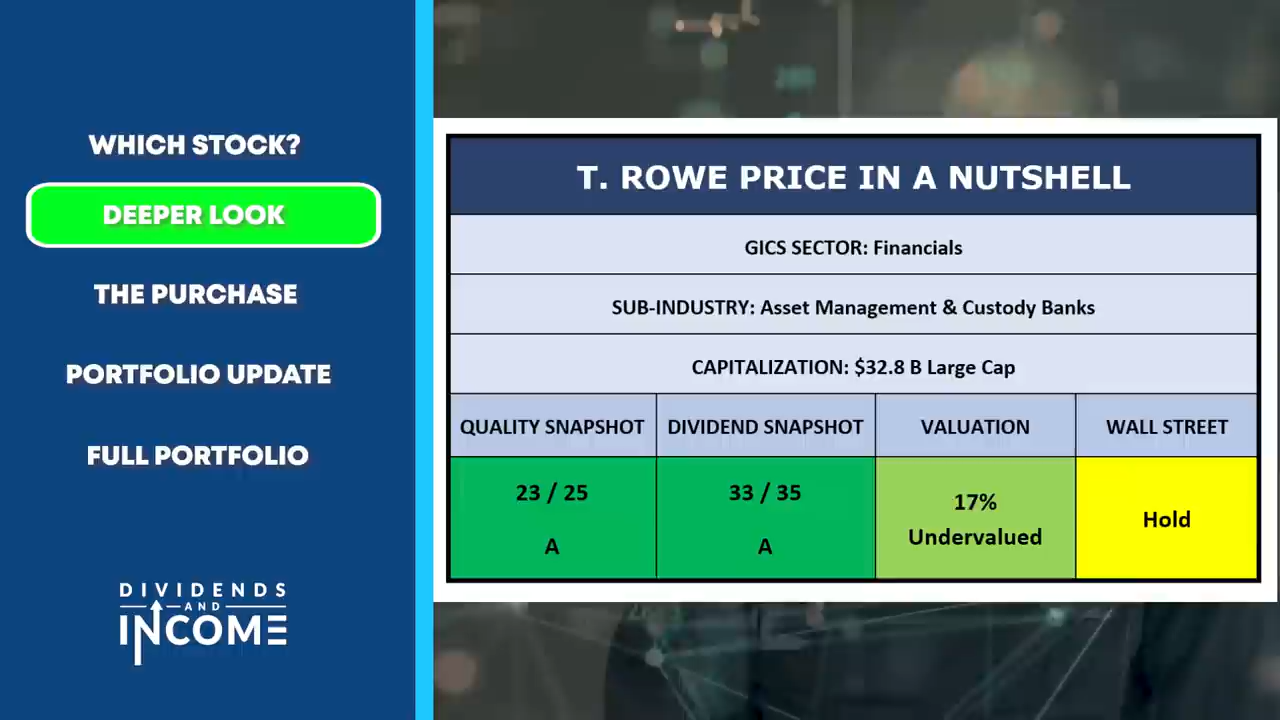 WHICH STOCK?
DEEPER LOOK
THE PURCHASE
PORTFOLIO UPDATE
FULL PORTFOLIO
DIVIDENDS
AND
INCOME
T. ROWE PRICE IN A NUTSHELL
GICS SECTOR: Financials
SUB-INDUSTRY: Asset Management & Custody Banks
CAPITALIZATION: $32.8 B Large Cap
QUALITY SNAPSHOT
DIVIDEND SNAPSHOT
VALUATION
WALL STREET
23 / 25
A
33 / 35
A
17%
Undervalued
Hold